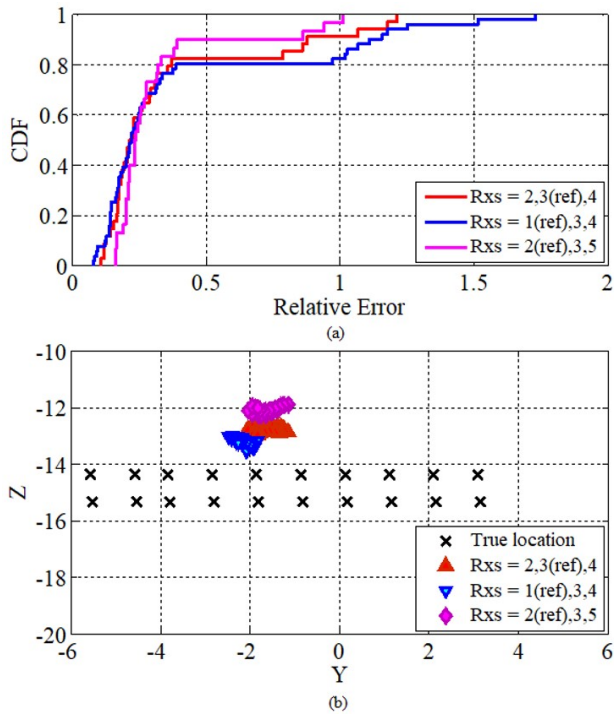 1
0.8
0.6
0.4
0.2
0
CDF
Rxs = 2,3(ref),4
Rxs = 1(ref),3,4
Rxs = 2(ref),3,5
0 0.5 1 1.5 2
Relative Error
(a)
-10
-12
-14
-16
-18
-20
Z
True location
Rxs = 2,3(ref),4
Rxs = 1(ref),3,4
Rxs = 2(ref),3,5
-6 -4 -2 0 2 4 6
Y
(b)